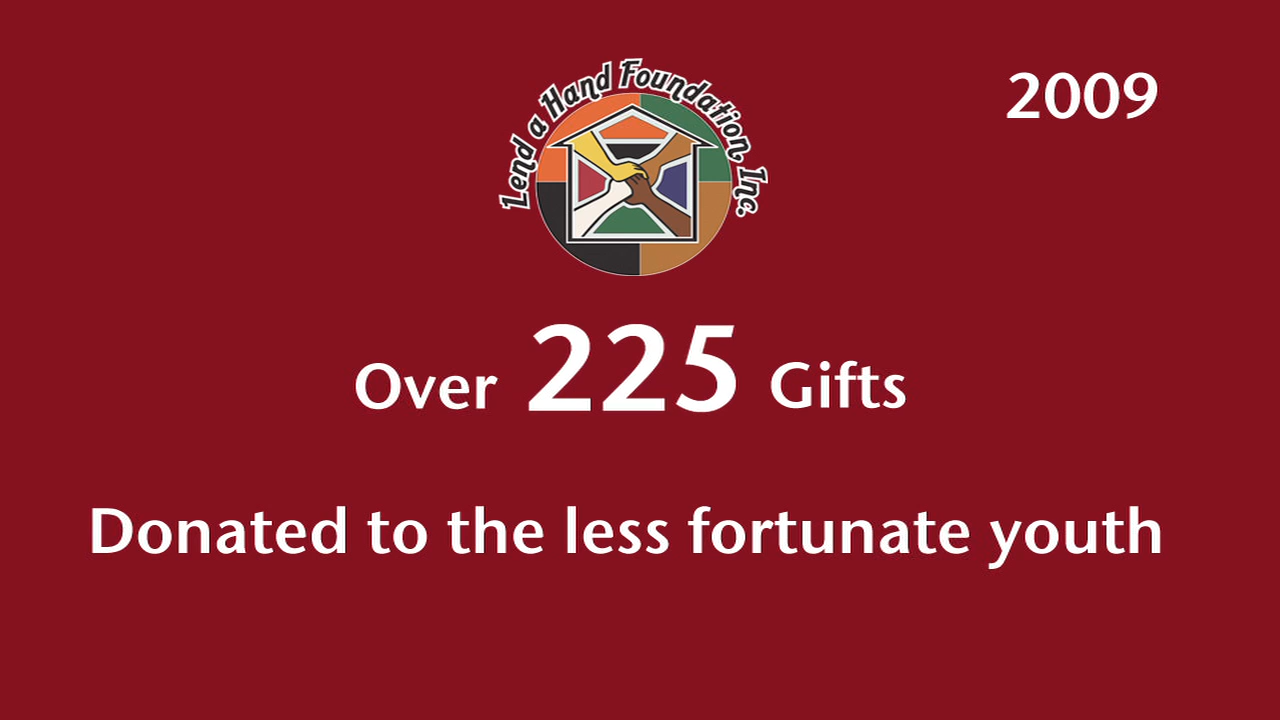 Lend a Hand Foundation, Inc.
2009
Over 225 Gifts
Donated to the less fortunate youth